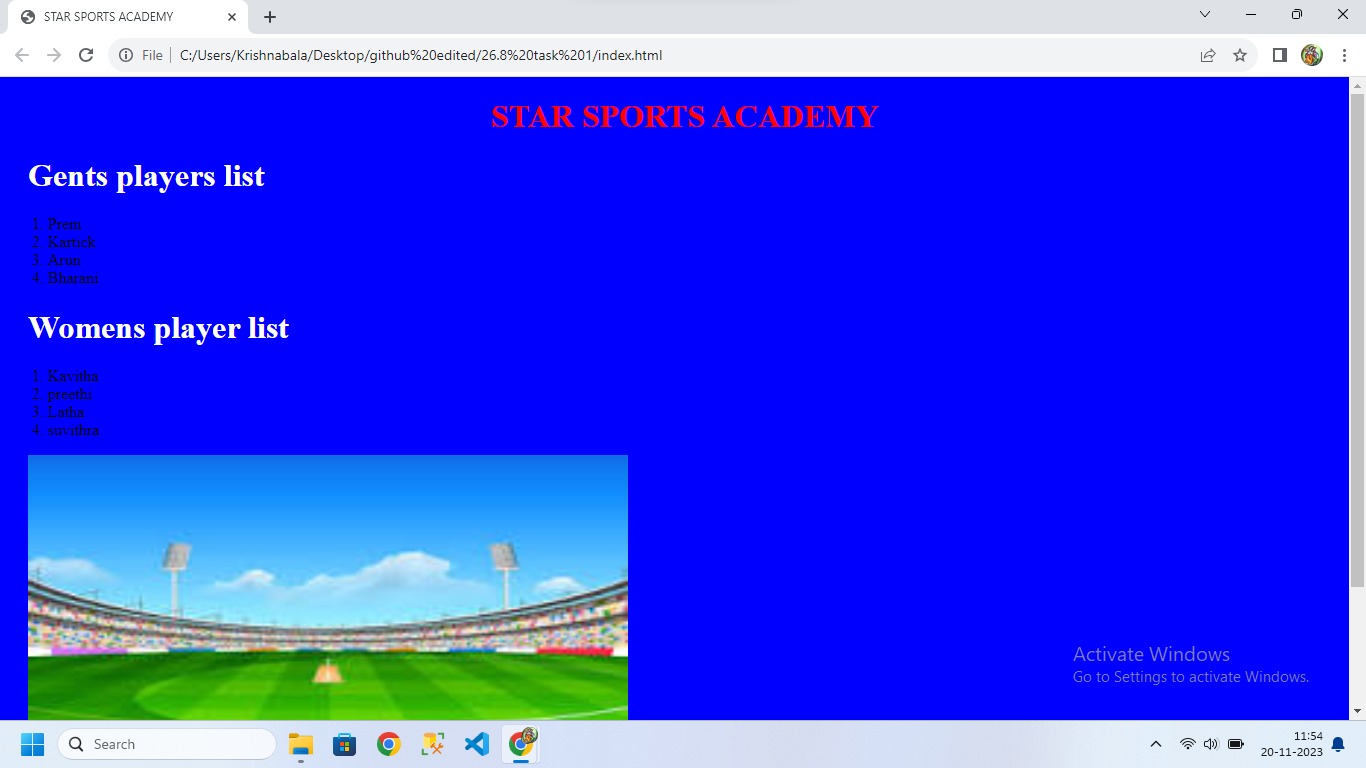 STAR SPORTS ACADEMY
File
C:/Users/Krishnabala/Desktop/github%20edited/26.8%20task%201/index.html
STAR SPORTS ACADEMY
Gents players list
1. Prem
2. Kartick
3. Arun
4. Bharani
Womens player list
1. Kavitha
2. preethi
3. Latha
4. suvithra
Activate Windows
Go to Settings to activate Windows.
Search
11:54
20-11-2023